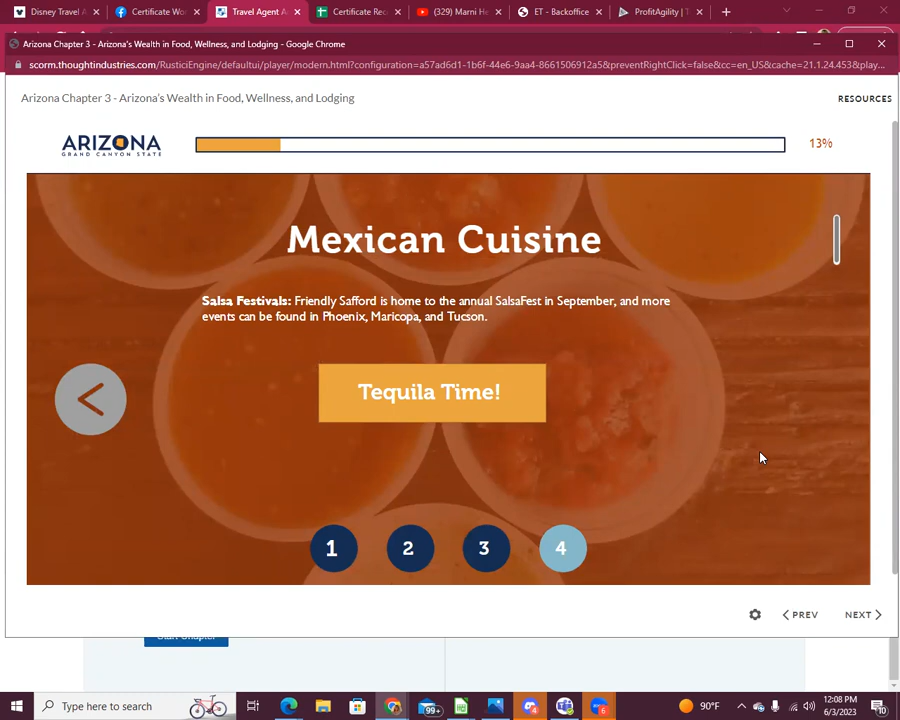 Disney Travel A
Certificate Wo
Travel Agent A
Certificate Rec
(329) Marni He
ET - Backoffice
ProfitAgility | T
Arizona Chapter 3 - Arizona's Wealth in Food, Wellness, and Lodging - Google Chrome
scorm.thoughtindustries.com/RusticiEngine/defaultui/player/modern.html?configuration=a57ad6d1-1b6f-44e6-9aa4-8661506912a5&preventRightClick=false&cc=en_US&cache=21.1.24.453&play...
Arizona Chapter 3 - Arizona's Wealth in Food, Wellness, and Lodging
RESOURCES
ARIZONA
GRAND CANYON STATE
13%
Mexican Cuisine
Salsa Festivals: Friendly Safford is home to the annual SalsaFest in September, and more
events can be found in Phoenix, Maricopa, and Tucson.
Tequila Time!
1 2 3 4
PREV
NEXT
Start Chapter
Type here to search
99+
4
6
90°F
12:08 PM
6/3/2023
10